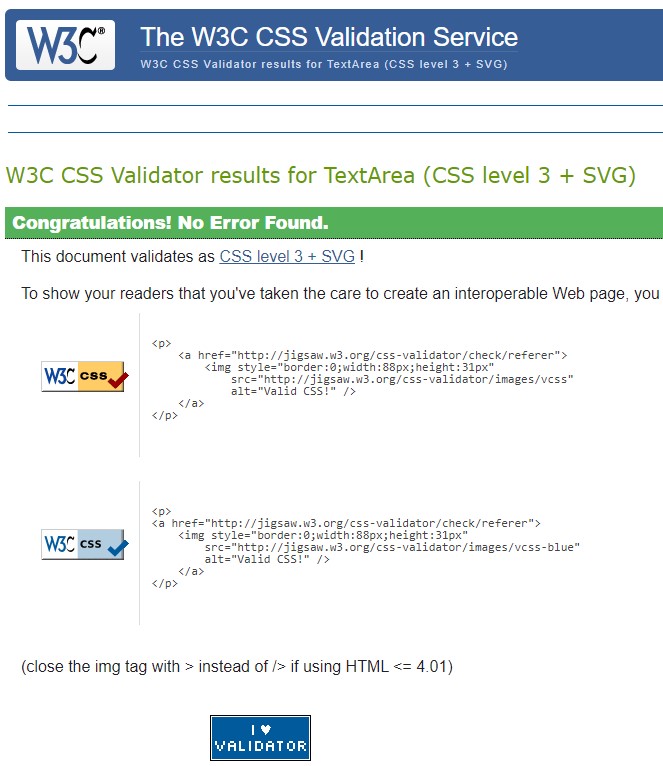 W3C®
The W3C CSS Validation Service
W3C CSS Validator results for TextArea (CSS level 3 + SVG)
W3C CSS Validator results for TextArea (CSS level 3 + SVG)
Congratulations! No Error Found.
This document validates as CSS level 3 + SVG !
To show your readers that you've taken the care to create an interoperable Web page, you
<p>
<a href="http://jigsaw.w3.org/css-validator/check/referer">
<img style="border:0;width:88px;height:31px"
src="http://jigsaw.w3.org/css-validator/images/vcss"
alt="Valid CSS!" />
</a>
</p>
W3C css
<p>
<a href="http://jigsaw.w3.org/css-validator/check/referer">
<img style="border:0;width:88px;height:31px"
src="http://jigsaw.w3.org/css-validator/images/vcss-blue"
alt="Valid CSS!" />
</a>
</p>
W3C css
(close the img tag with > instead of /> if using HTML <= 4.01)
I ♥
VALIDATOR